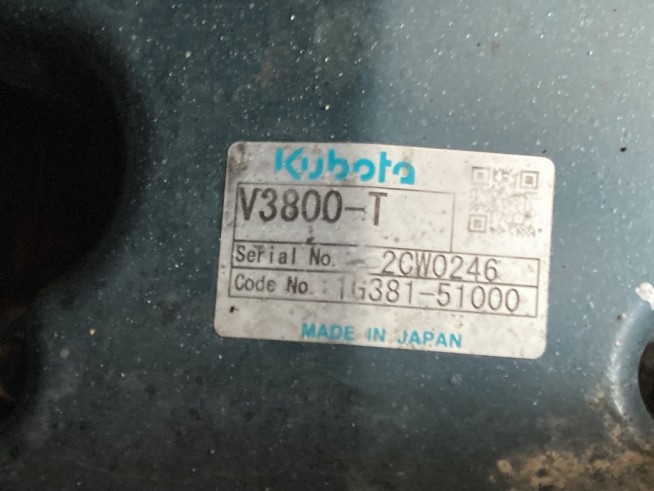 Kubota
V3800-T
Serial No. 2CW0246
Code No. 1G381-51000
MADE IN JAPAN